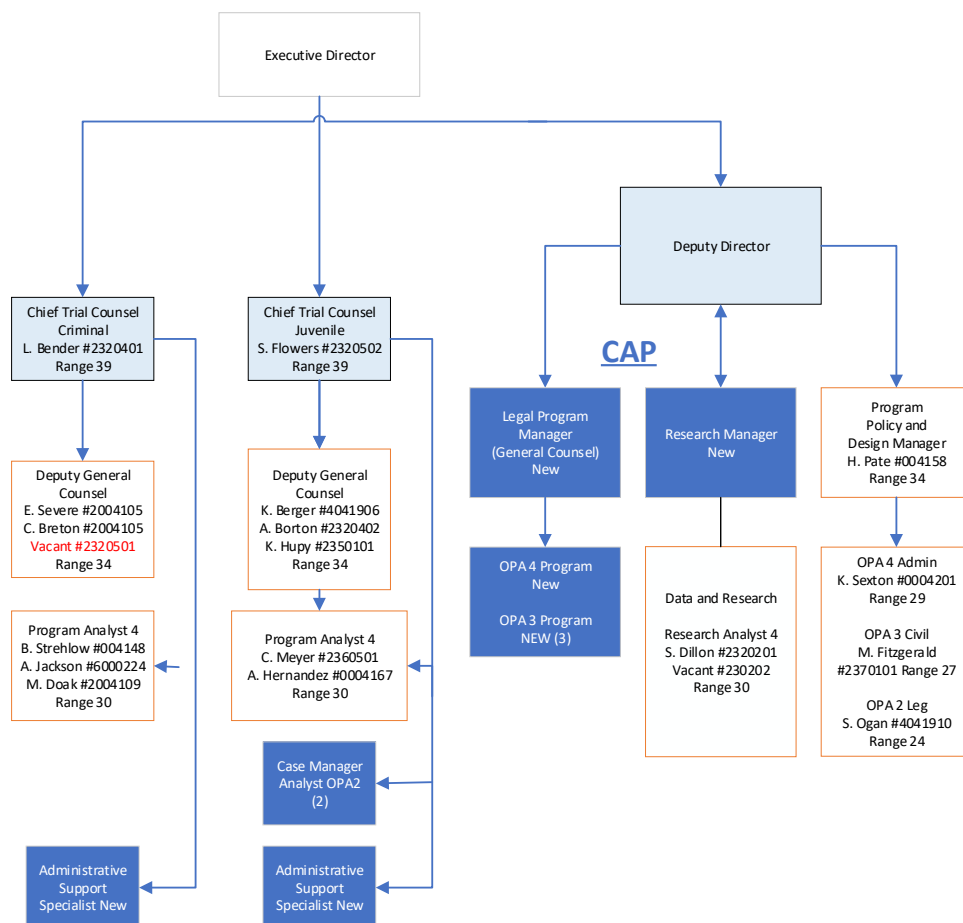 Executive Director
Deputy Director
Chief Trial Counsel
Criminal
L. Bender #2320401
Range 39
Chief Trial Counsel
Juvenile
S. Flowers #2320502
Range 39
CAP
Legal Program
Manager
(General Counsel)
New
Research Manager
New
Program
Policy and
Design Manager
H. Pate #004158
Range 34
Deputy General
Counsel
E. Severe #2004105
C. Breton #2004105
Vacant #2320501
Range 34
Deputy General
Counsel
K. Berger #4041906
A. Borton #2320402
K. Hupy #2350101
Range 34
OPA 4 Program
New
OPA 3 Program
NEW (3)
Data and Research
Research Analyst 4
S. Dillon #2320201
Vacant #230202
Range 30
OPA 4 Admin
K. Sexton #0004201
Range 29
OPA 3 Civil
M. Fitzgerald
#2370101 Range 27
OPA 2 Leg
S. Ogan #4041910
Range 24
Program Analyst 4
B. Strehlow #004148
A. Jackson #6000224
M. Doak #2004109
Range 30
Program Analyst 4
C. Meyer #2360501
A. Hernandez #0004167
Range 30
Case Manager
Analyst OPA2
(2)
Administrative
Support
Specialist New
Administrative
Support
Specialist New